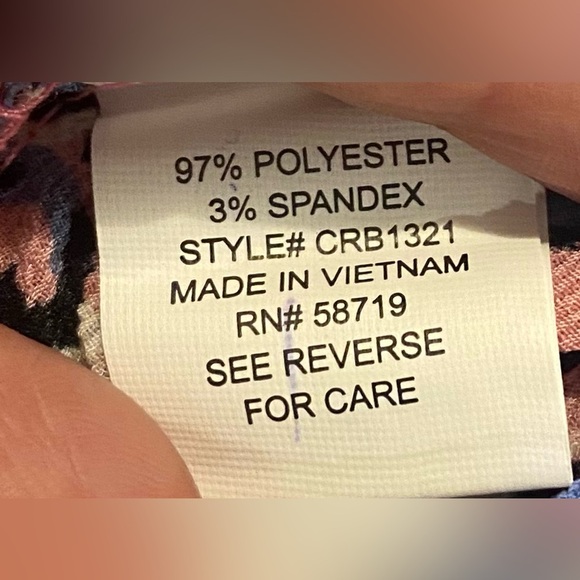 97% POLYESTER
3% SPANDEX
STYLE# CRB1321
MADE IN VIETNAM
RN# 58719
SEE REVERSE
FOR CARE